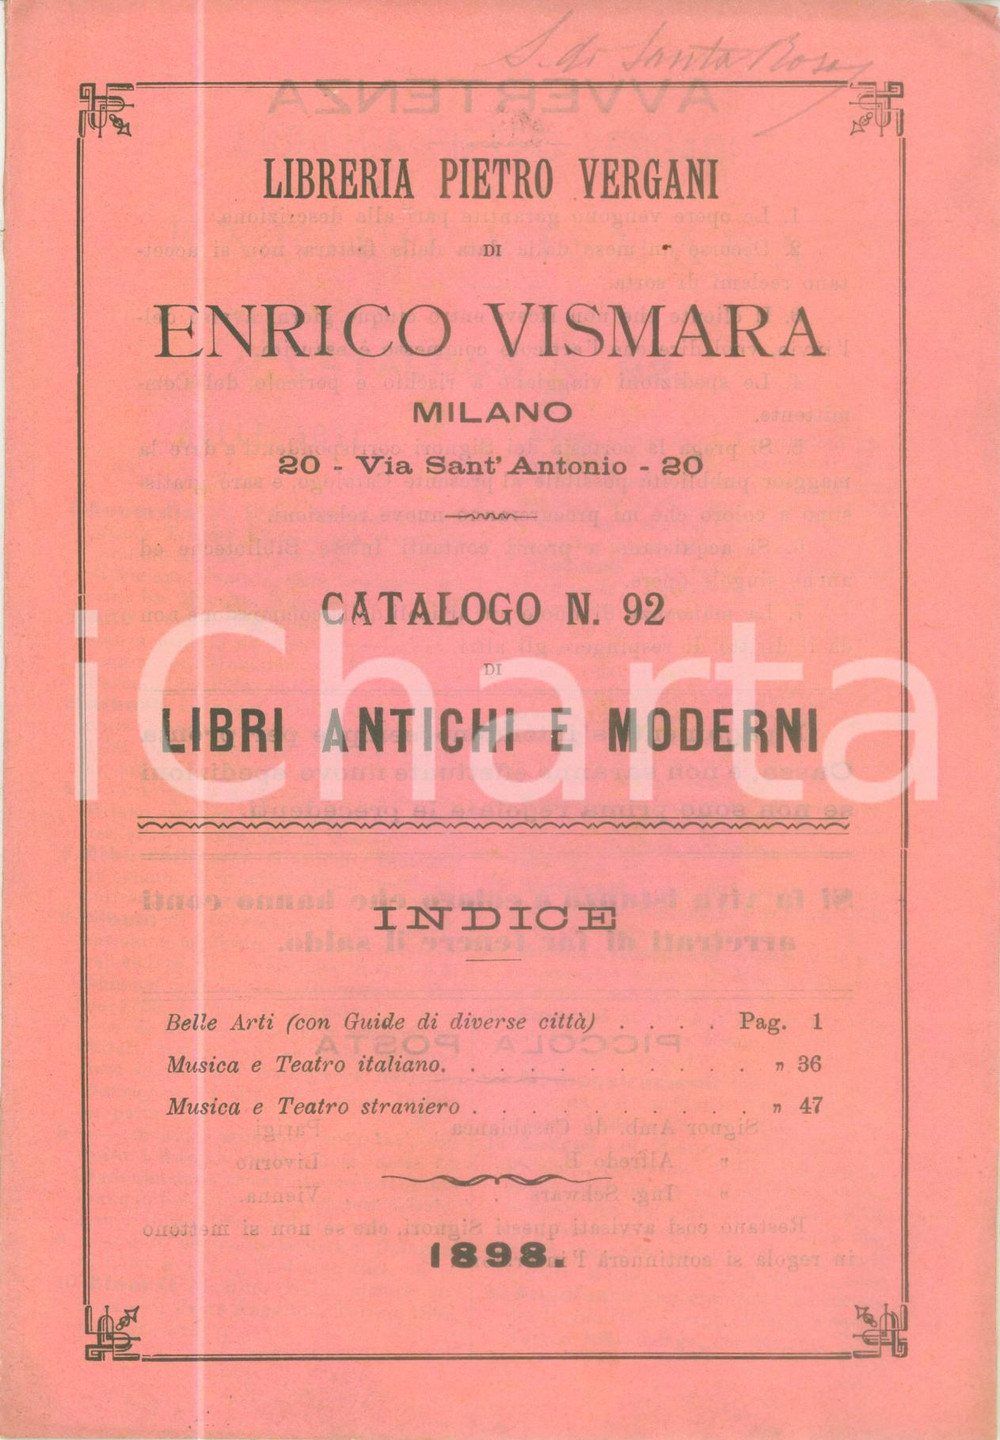 S. di Santa Rosa
LIBRERIA PIETRO VERGANI
DI
ENRICO VISMARA
MILANO
20 - Via Sant' Antonio - 20
CATALOGO N. 92
DI
LIBRI ANTICHI E MODERNI
iCharta
INDICE
Belle Arti (con Guide di diverse città) . . . . Pag. 1
Musica e Teatro italiano. . . . . . . . . . . . " 36
Musica e Teatro straniero . . . . . . . . . . . " 47
1898.